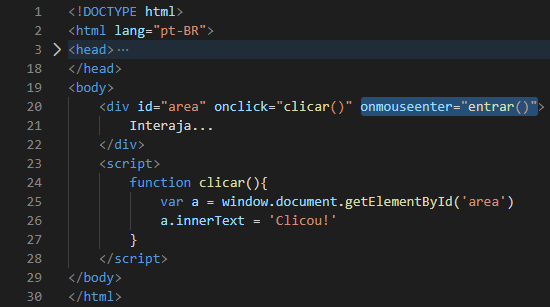 1 <!DOCTYPE html>
2 <html lang="pt-BR">
3 <head> ...
18 </head>
19 <body>
20 <div id="area" onclick="clicar()" onmouseenter="entrar()">
21 Interaja...
22 </div>
23 <script>
24 function clicar(){
25 var a = window.document.getElementById('area')
26 a.innerText = 'Clicou!'
27 }
28 </script>
29 </body>
30 </html>